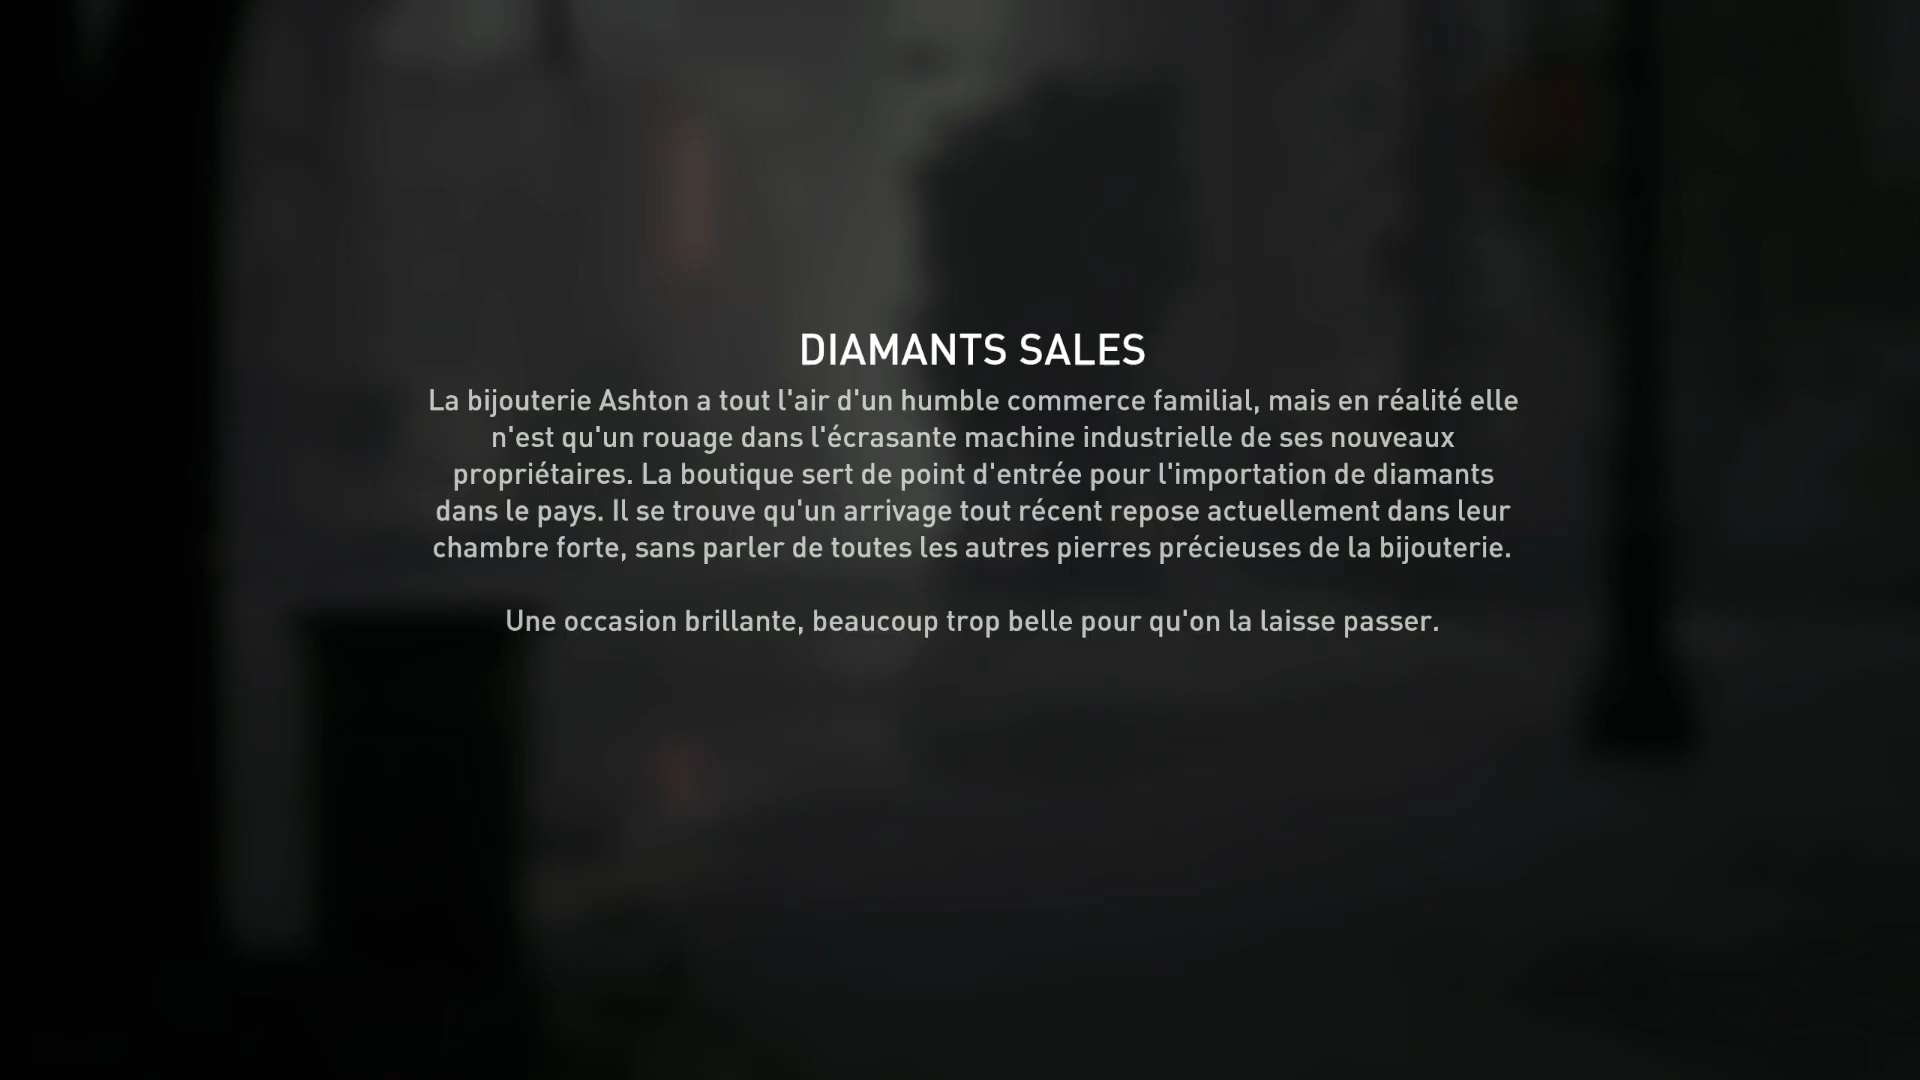 DIAMANTS SALES
La bijouterie Ashton a tout l'air d'un humble commerce familial, mais en réalité elle
n'est qu'un rouage dans l'écrasante machine industrielle de ses nouveaux
propriétaires. La boutique sert de point d'entrée pour l'importation de diamants
dans le pays. Il se trouve qu'un arrivage tout récent repose actuellement dans leur
chambre forte, sans parler de toutes les autres pierres précieuses de la bijouterie.
Une occasion brillante, beaucoup trop belle pour qu'on la laisse passer.